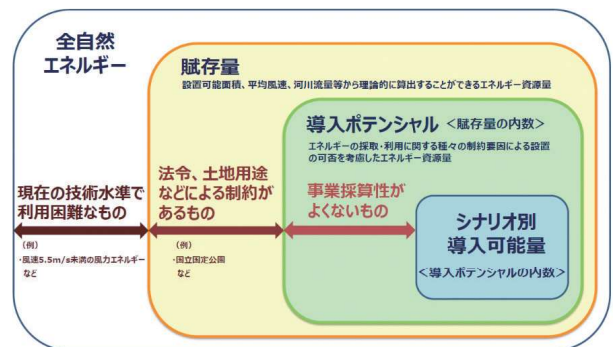 全自然
エネルギー
賦存量
設置可能面積、平均風速、河川流量等から理論的に算出することができるエネルギー資源量
導入ポテンシャル <賦存量の内数>
エネルギーの採取・利用に関する種々の制約要因による設置
の可否を考慮したエネルギー資源量
現在の技術水準で
利用困難なもの
(例)
・風速5.5m/s未満の風力エネルギー
など
法令、土地用途
などによる制約が
あるもの
(例)
・国立国定公園
など
事業採算性が
よくないもの
シナリオ別
導入可能量
<導入ポテンシャルの内数>